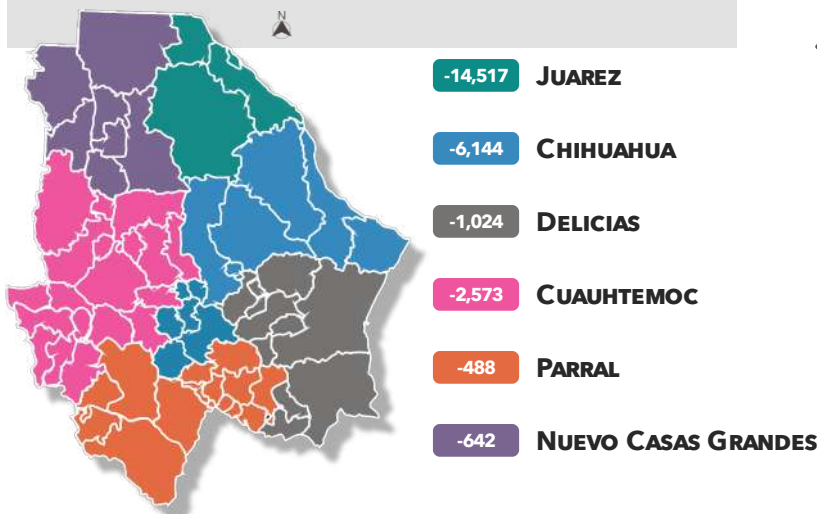 N
-14,517 JUAREZ
-6,144 CHIHUAHUA
-1,024 DELICIAS
-2,573 CUAUHTEMOC
-488 PARRAL
-642 NUEVO CASAS GRANDES